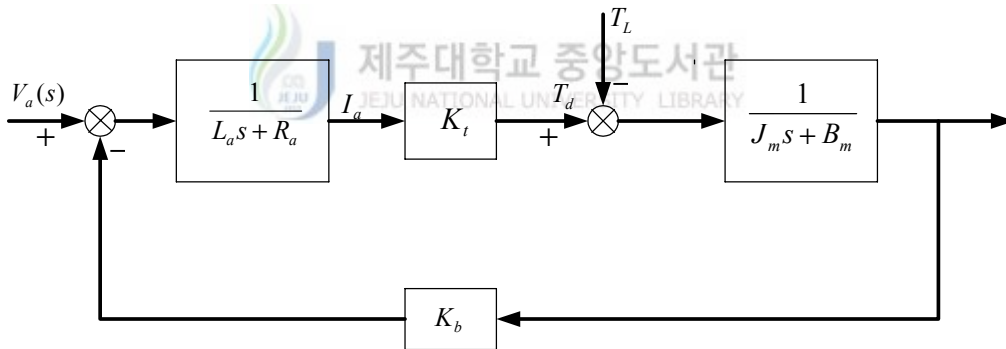 T_L
제주대학교 중앙도서관
JEJU NATIONAL UNIVERSITY LIBRARY
V_a(s)
+
−
1
L_a s + R_a
I_a
K_t
T_d
+
−
1
J_m s + B_m
K_b